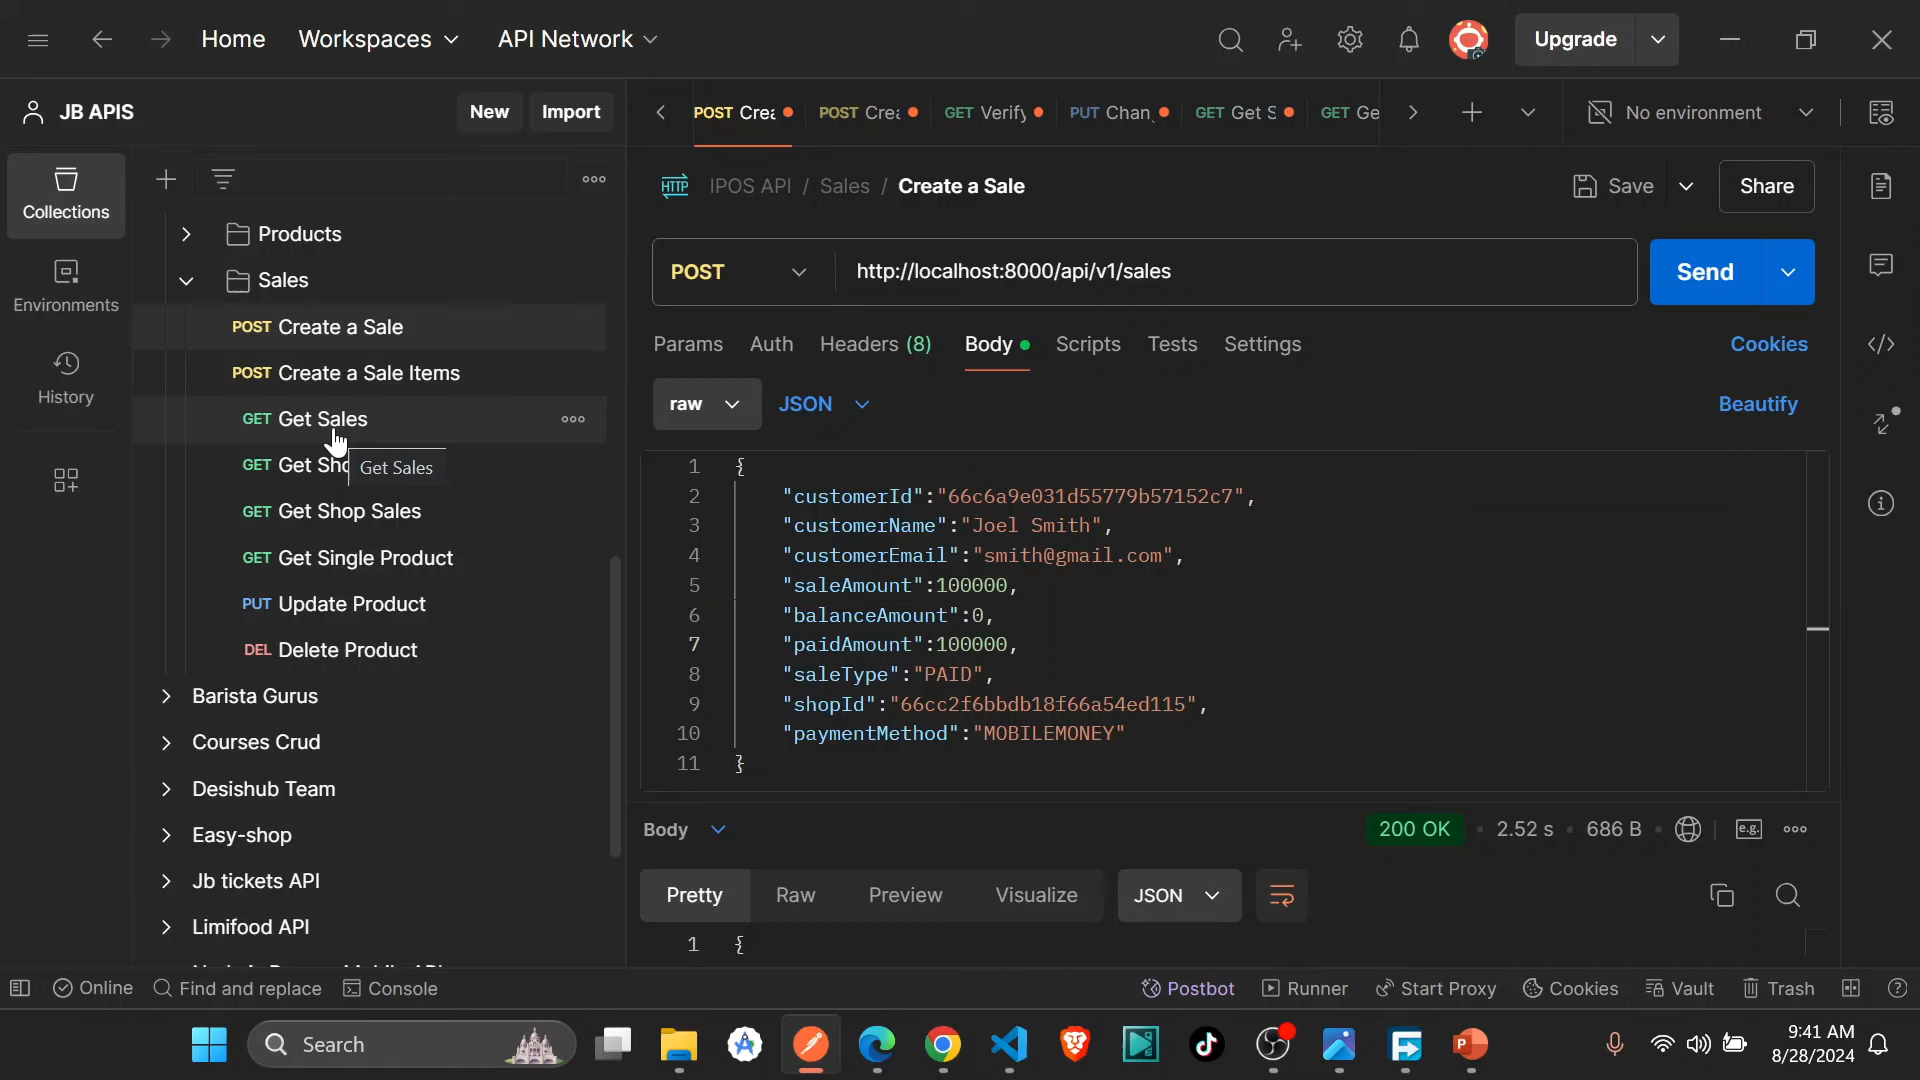 Home Workspaces API Network Upgrade
JB APIS New Import
POST Crea POST Crea GET Verify PUT Chan GET Get S GET Ge No environment
Collections
Environments
History
Products
Sales
POST Create a Sale
POST Create a Sale Items
GET Get Sales
GET Get Sho
Get Sales
GET Get Shop Sales
GET Get Single Product
PUT Update Product
DEL Delete Product
Barista Gurus
Courses Crud
Desishub Team
Easy-shop
Jb tickets API
Limifood API
HTTP IPOS API / Sales / Create a Sale Save Share
POST http://localhost:8000/api/v1/sales Send
Params Auth Headers (8) Body Scripts Tests Settings Cookies
raw JSON Beautify
1 {
2 "customerId":"66c6a9e031d55779b57152c7",
3 "customerName":"Joel Smith",
4 "customerEmail":"smith@gmail.com",
5 "saleAmount":100000,
6 "balanceAmount":0,
7 "paidAmount":100000,
8 "saleType":"PAID",
9 "shopId":"66cc2f6bbdb18f66a54ed115",
10 "paymentMethod":"MOBILEMONEY"
11 }
Body 200 OK 2.52 s 686 B e.g.
Pretty Raw Preview Visualize JSON
1 {
Online Find and replace Console Postbot Runner Start Proxy Cookies Vault Trash
Search
9:41 AM
8/28/2024